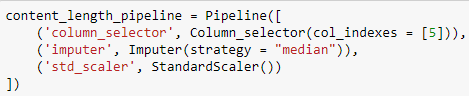 content_length_pipeline = Pipeline([
    ('column_selector', Column_selector(col_indexes = [5])),
    ('imputer', Imputer(strategy = "median")),
    ('std_scaler', StandardScaler())
])